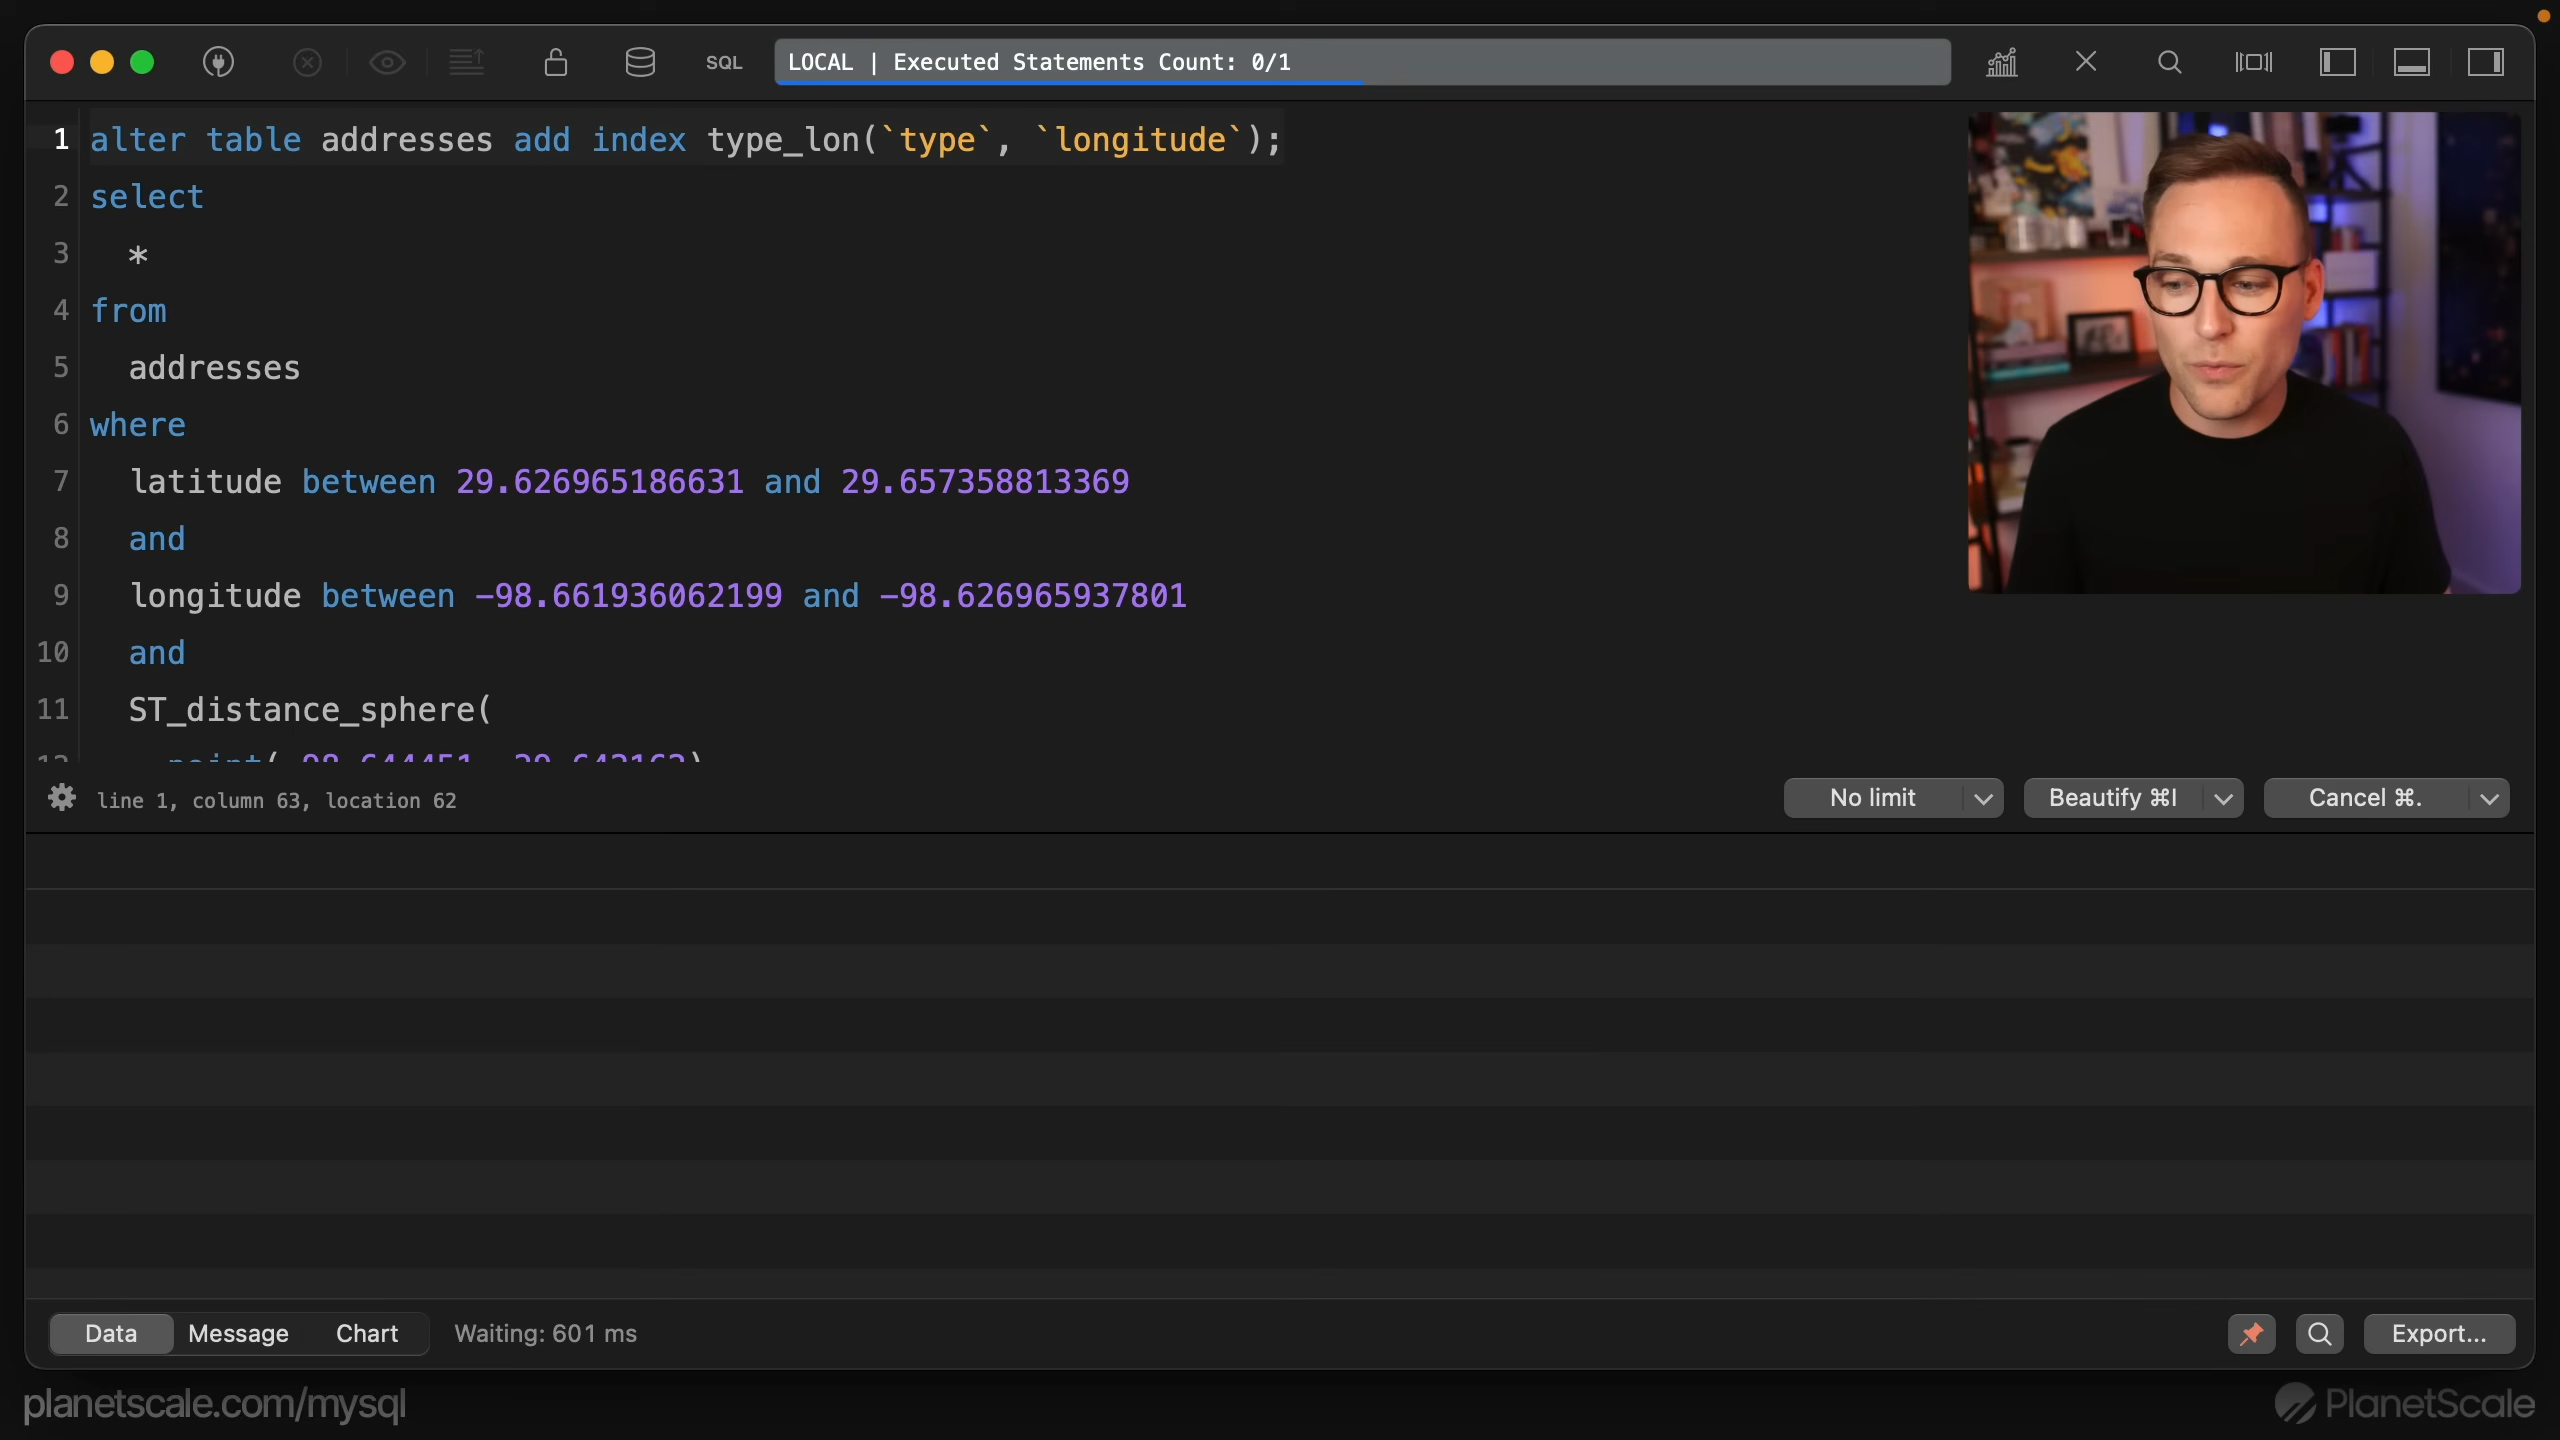 SQL
LOCAL | Executed Statements Count: 0/1
1 alter table addresses add index type_lon(`type`, `longitude`);
2 select
3 *
4 from
5 addresses
6 where
7 latitude between 29.626965186631 and 29.657358813369
8 and
9 longitude between -98.661936062199 and -98.626965937801
10 and
11 ST_distance_sphere(
line 1, column 63, location 62
No limit
Beautify ⌘I
Cancel ⌘.
Data
Message
Chart
Waiting: 601 ms
Export...
planetscale.com/mysql
PlanetScale